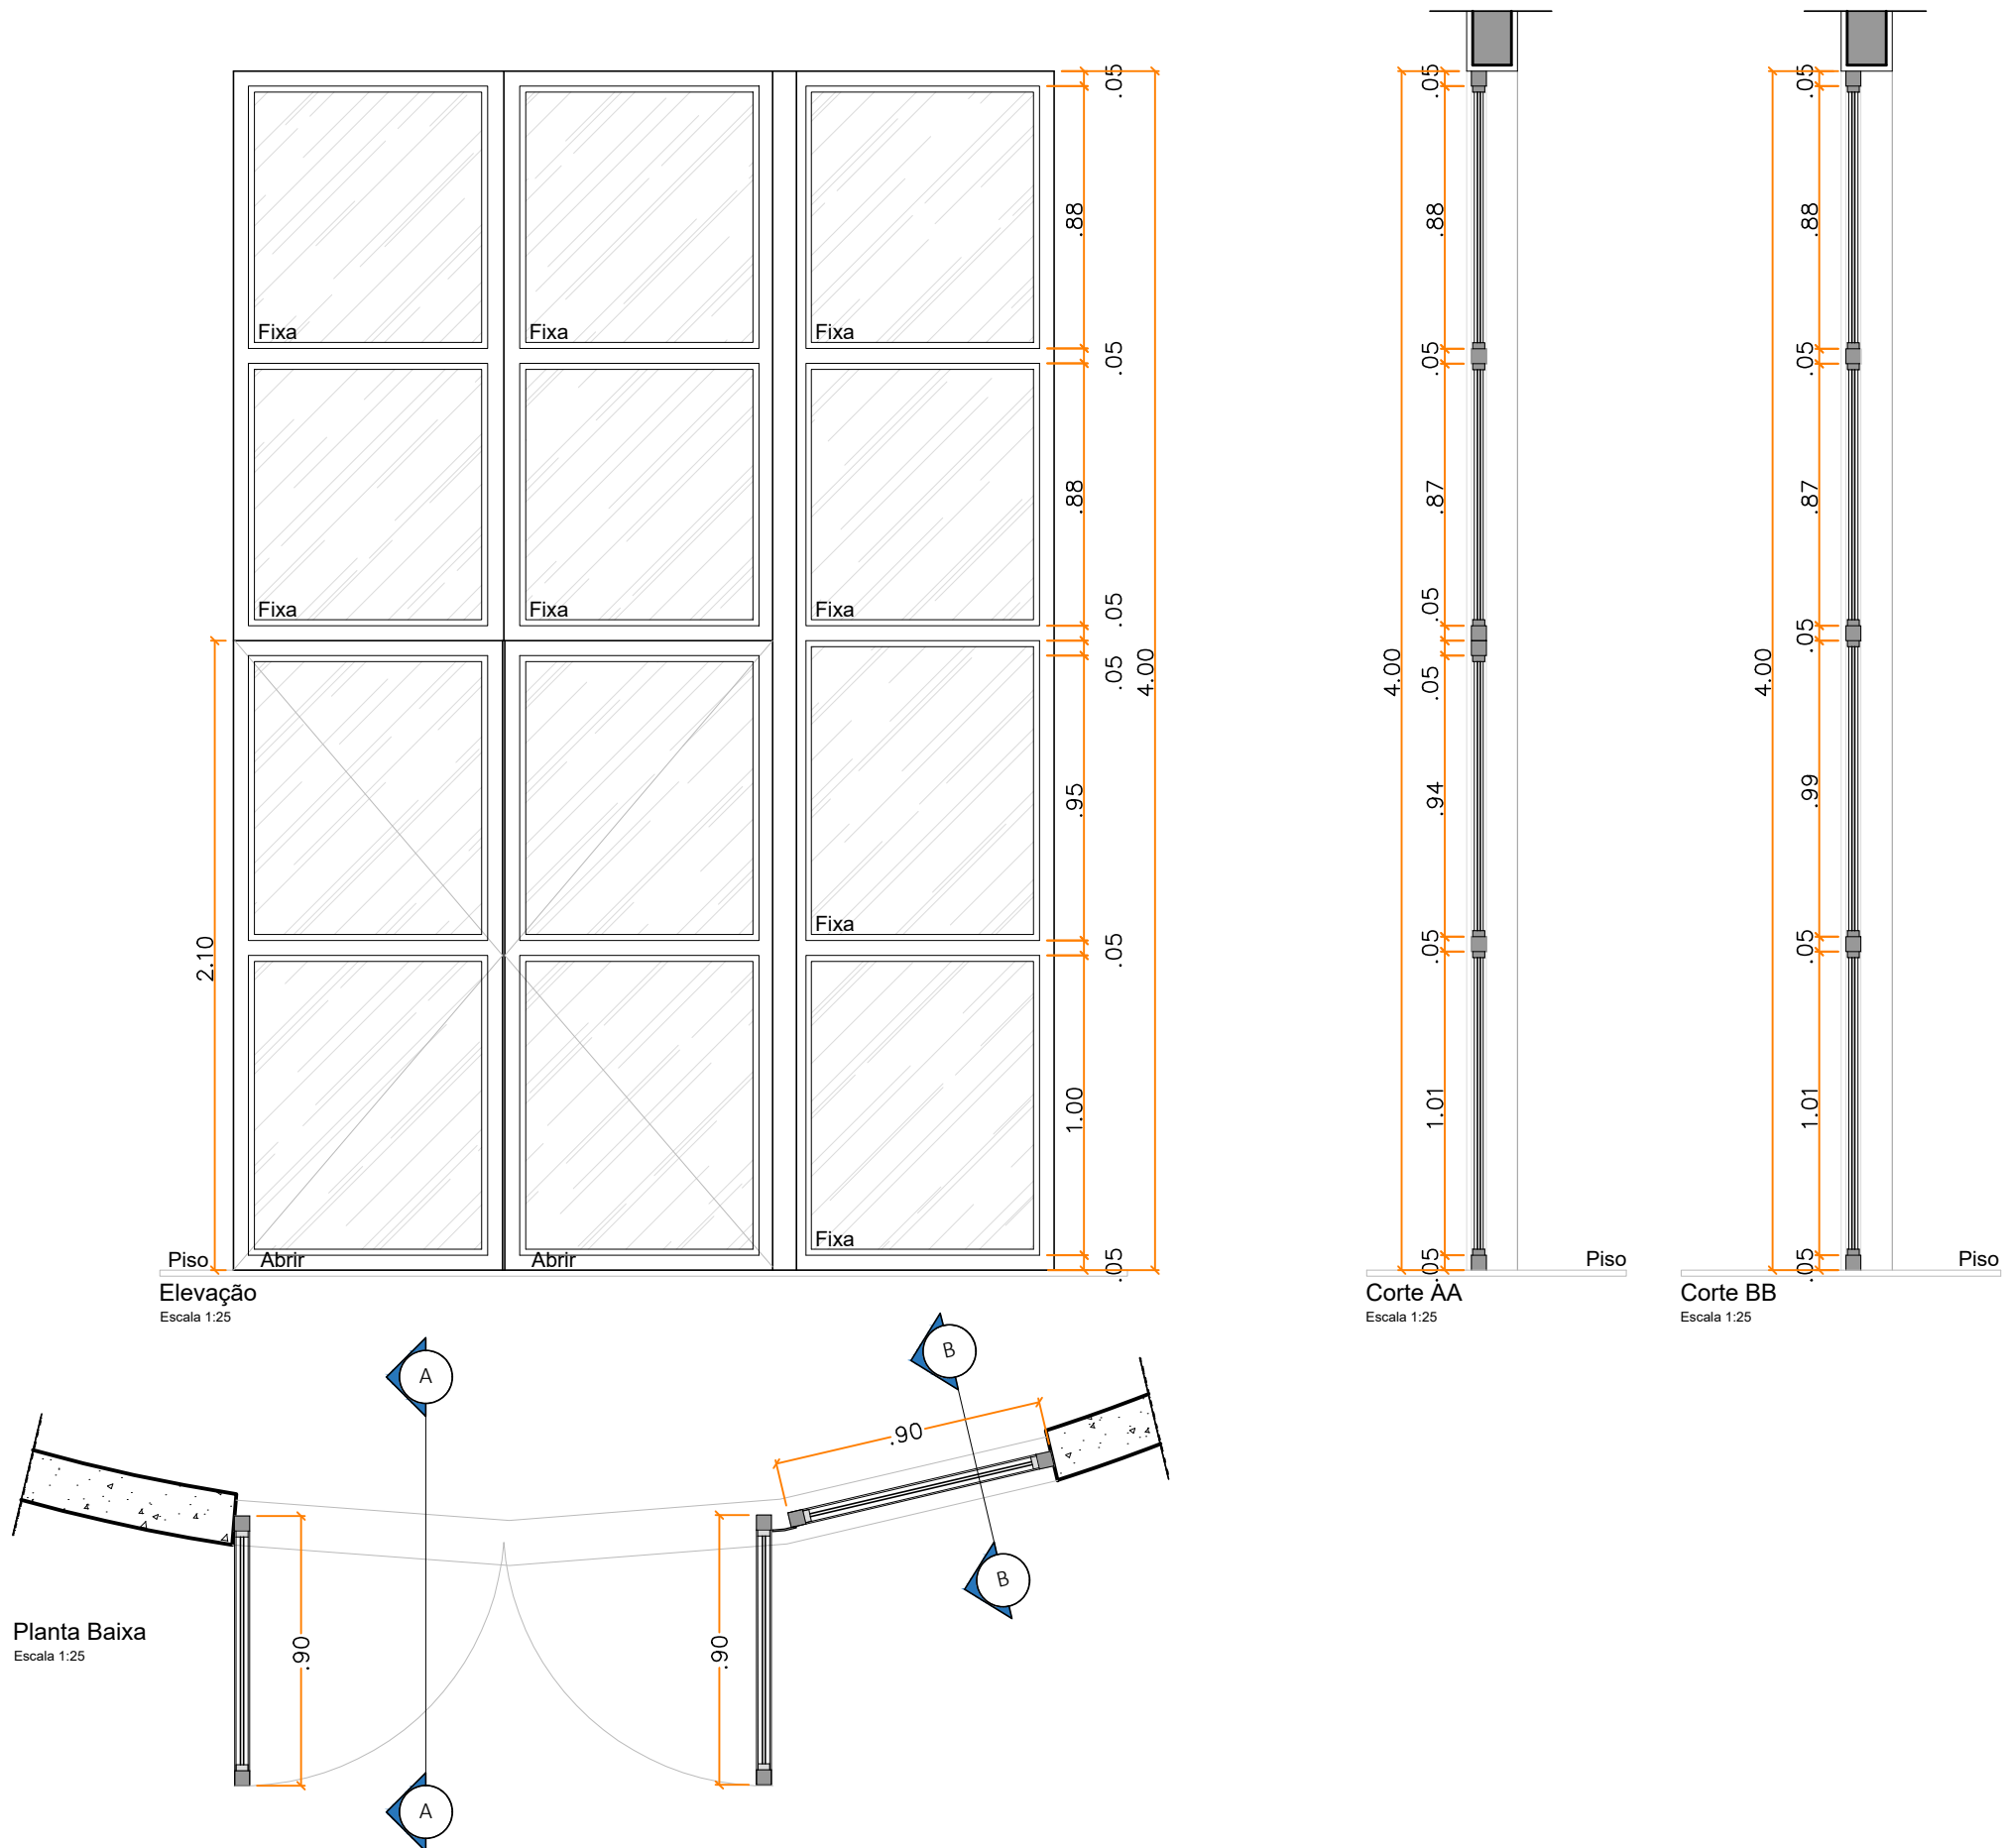 .05
.88
Fixa
Fixa
Fixa
.05
.88
Fixa
Fixa
Fixa
.05
.05
4.00
.95
Fixa
.05
2.10
1.00
Fixa
.05
Piso
Abrir
Abrir
Elevação
Escala 1:25
.05
.88
.05
.87
.05
4.00
.05
.94
.05
1.01
.05
Piso
Corte AA
Escala 1:25
.05
.88
.05
.87
.05
4.00
.99
.05
1.01
.05
Piso
Corte BB
Escala 1:25
A
B
.90
B
.90
.90
A
Planta Baixa
Escala 1:25